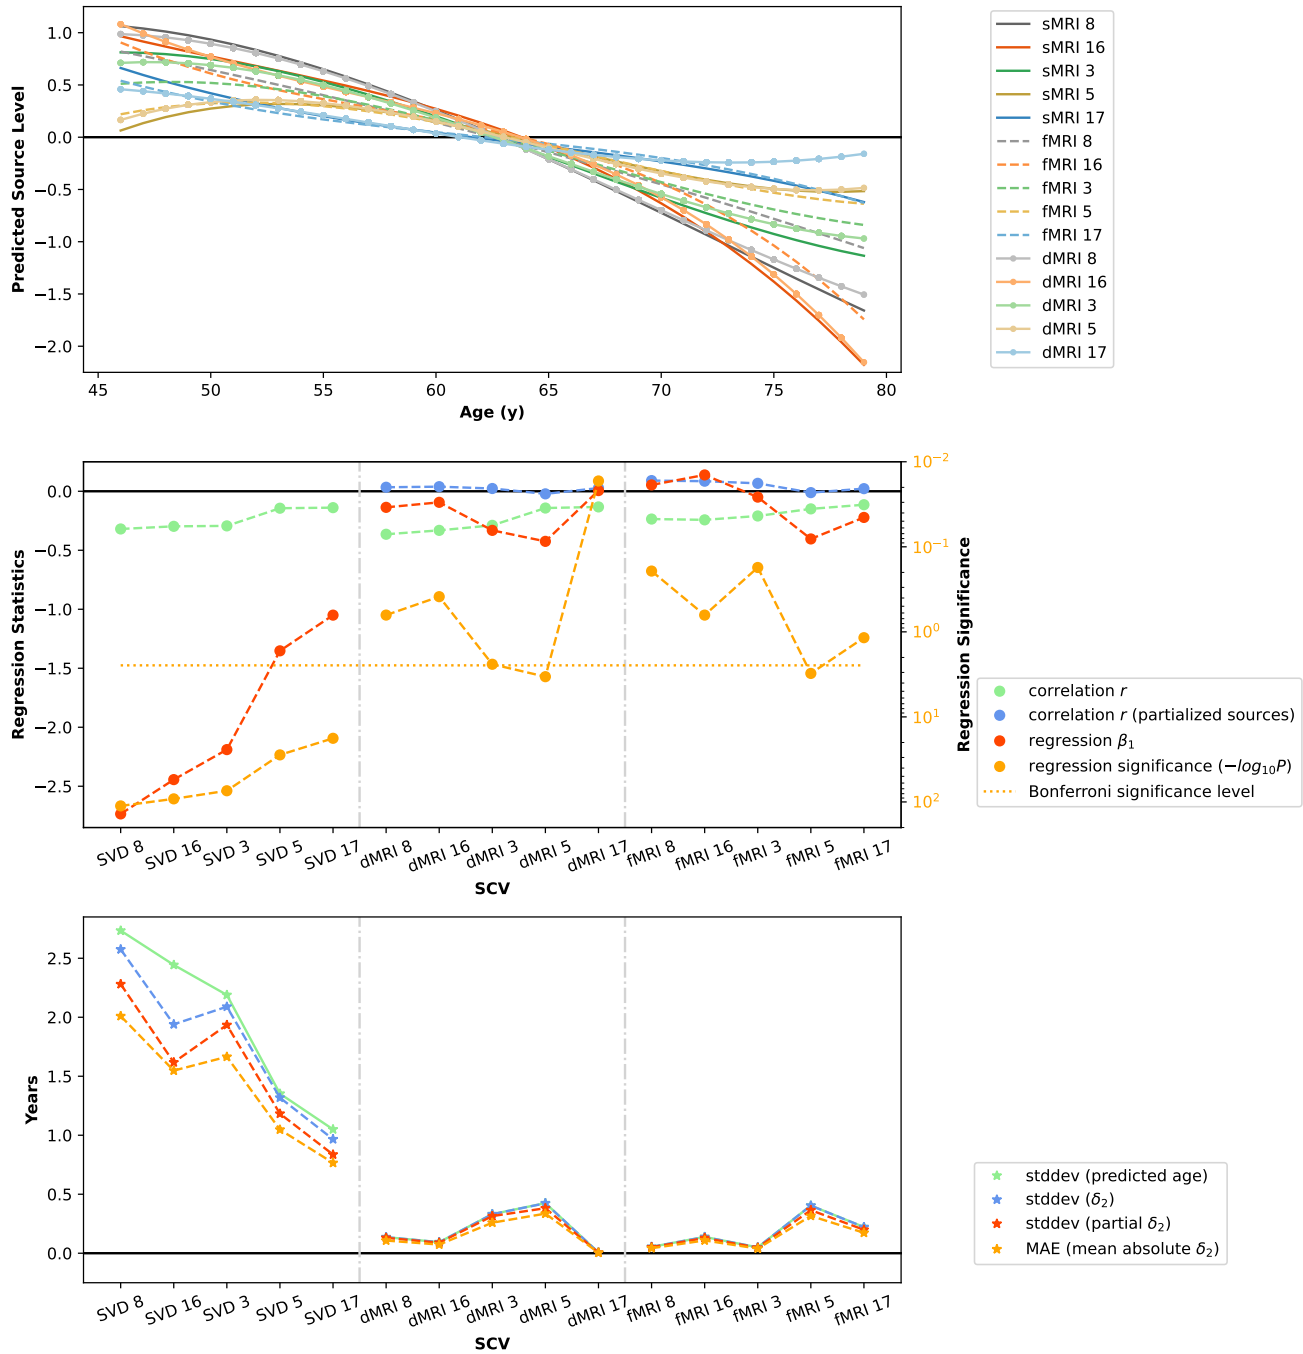 1.0
0.5
0.0
−0.5
−1.0
−1.5
−2.0
Predicted Source Level
45 50 55 60 65 70 75 80
Age (y)
sMRI 8
sMRI 16
sMRI 3
sMRI 5
sMRI 17
fMRI 8
fMRI 16
fMRI 3
fMRI 5
fMRI 17
dMRI 8
dMRI 16
dMRI 3
dMRI 5
dMRI 17
0.0
−0.5
−1.0
−1.5
−2.0
−2.5
Regression Statistics
10⁻²
10⁻¹
10⁰
10¹
10²
Regression Significance
SVD 8 SVD 16 SVD 3 SVD 5 SVD 17 dMRI 8 dMRI 16 dMRI 3 dMRI 5 dMRI 17 fMRI 8 fMRI 16 fMRI 3 fMRI 5 fMRI 17
SCV
correlation r
correlation r (partialized sources)
regression β₁
regression significance (−log₁₀P)
Bonferroni significance level
2.5
2.0
1.5
1.0
0.5
0.0
Years
SVD 8 SVD 16 SVD 3 SVD 5 SVD 17 dMRI 8 dMRI 16 dMRI 3 dMRI 5 dMRI 17 fMRI 8 fMRI 16 fMRI 3 fMRI 5 fMRI 17
SCV
stddev (predicted age)
stddev (δ₂)
stddev (partial δ₂)
MAE (mean absolute δ₂)